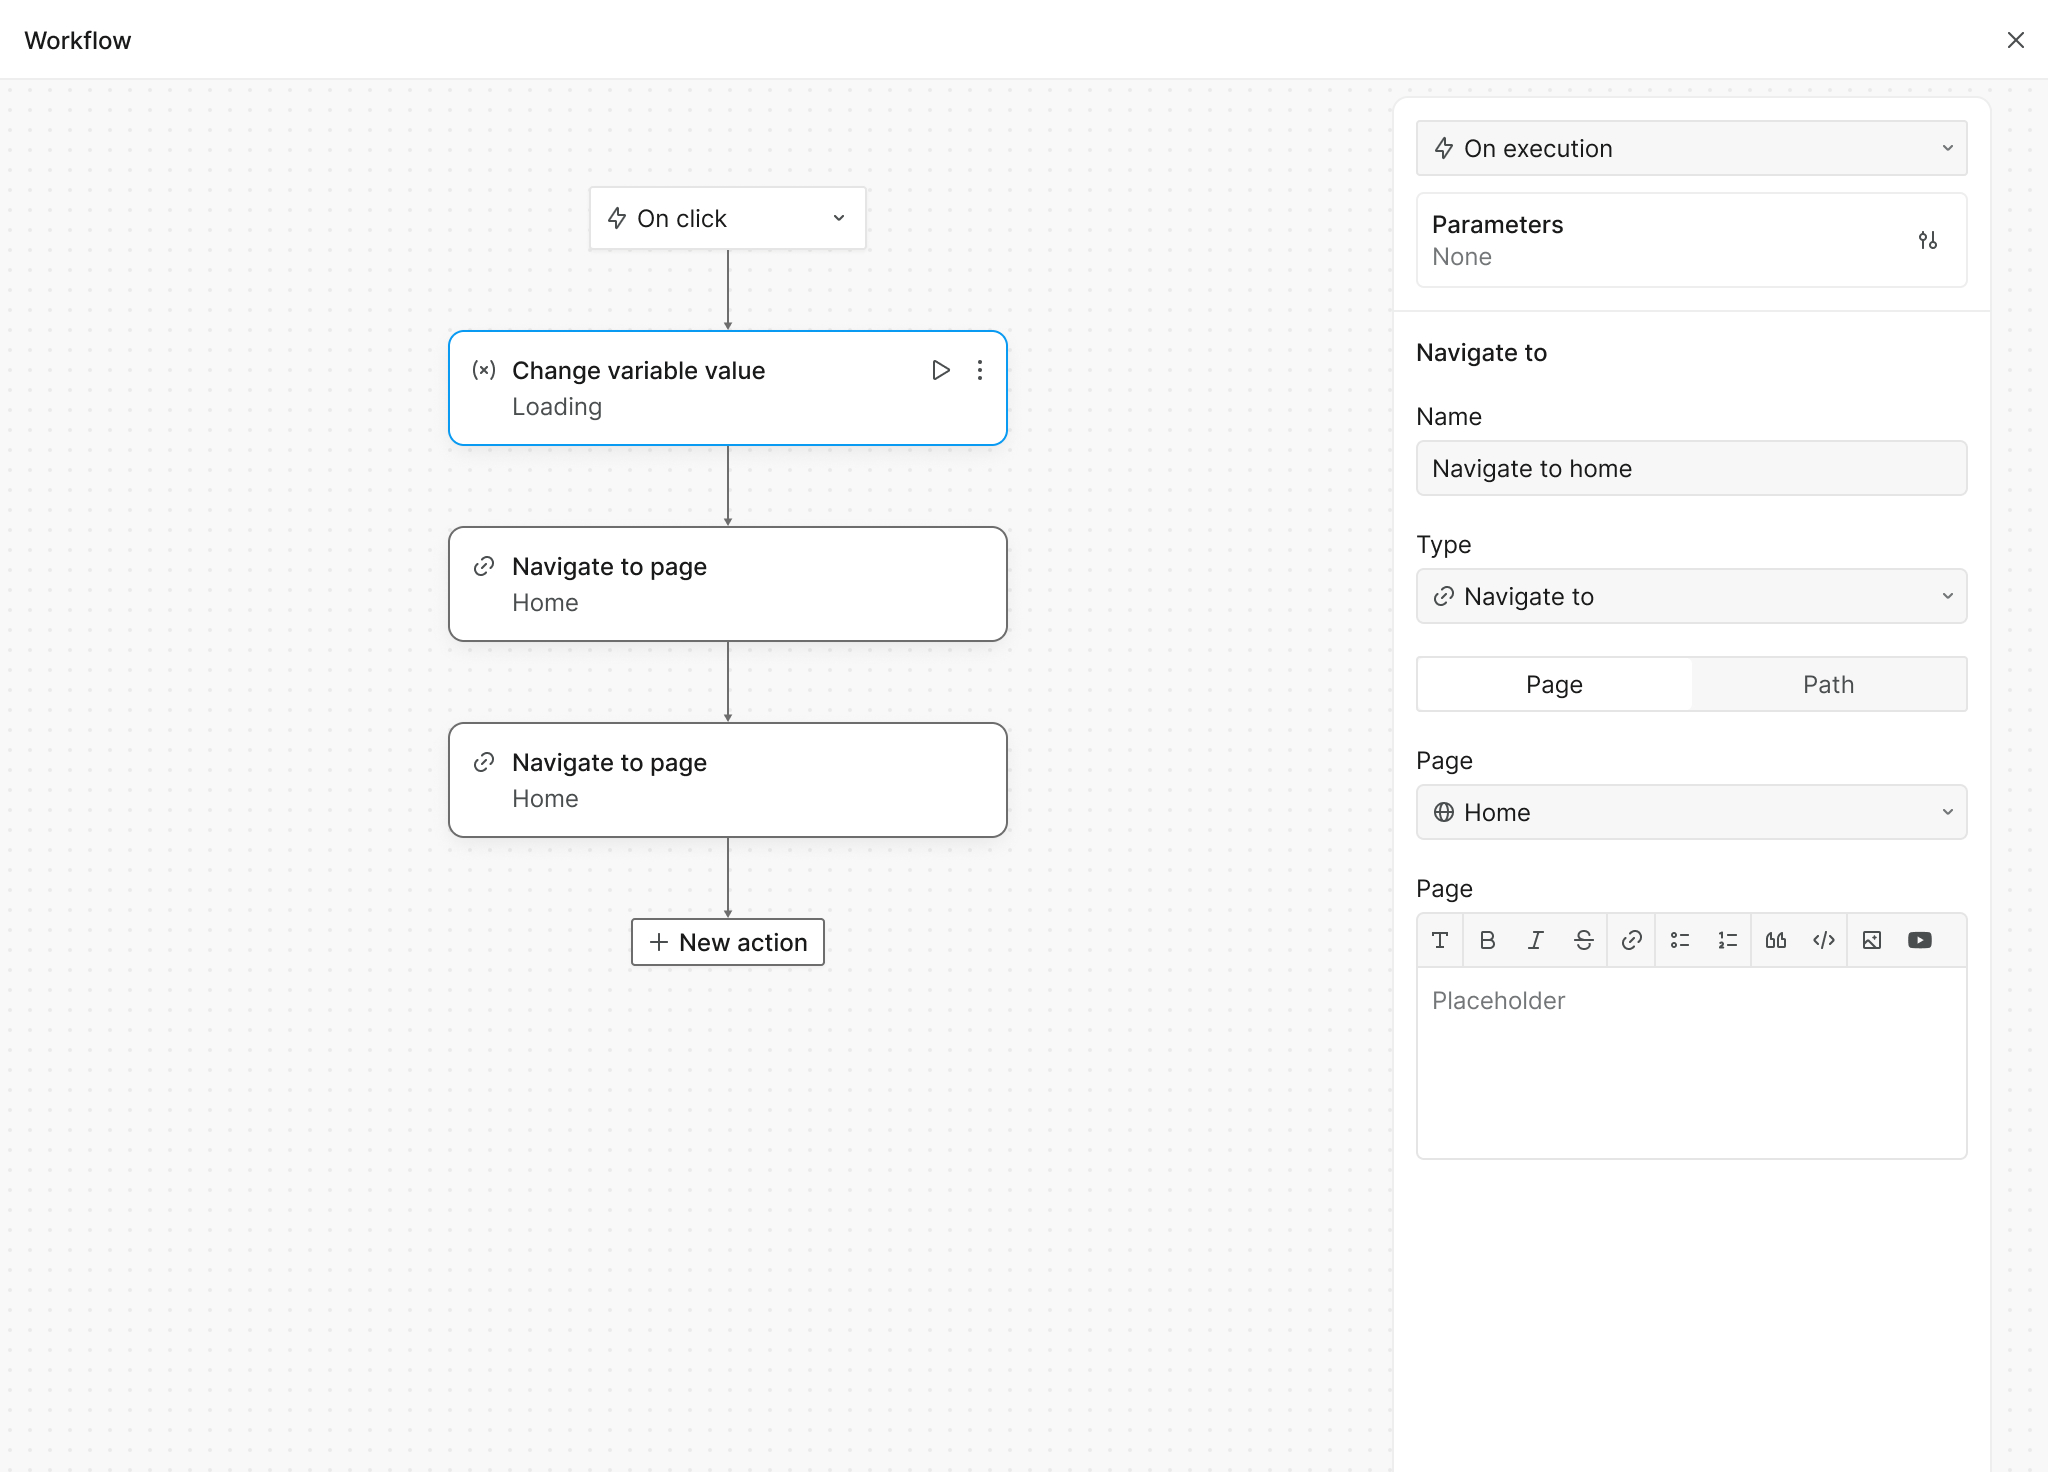 Workflow
On click
Change variable value
Loading
Navigate to page
Home
Navigate to page
Home
New action
On execution
Parameters
None
Navigate to
Name
Navigate to home
Type
Navigate to
Page
Path
Page
Home
Page
Placeholder